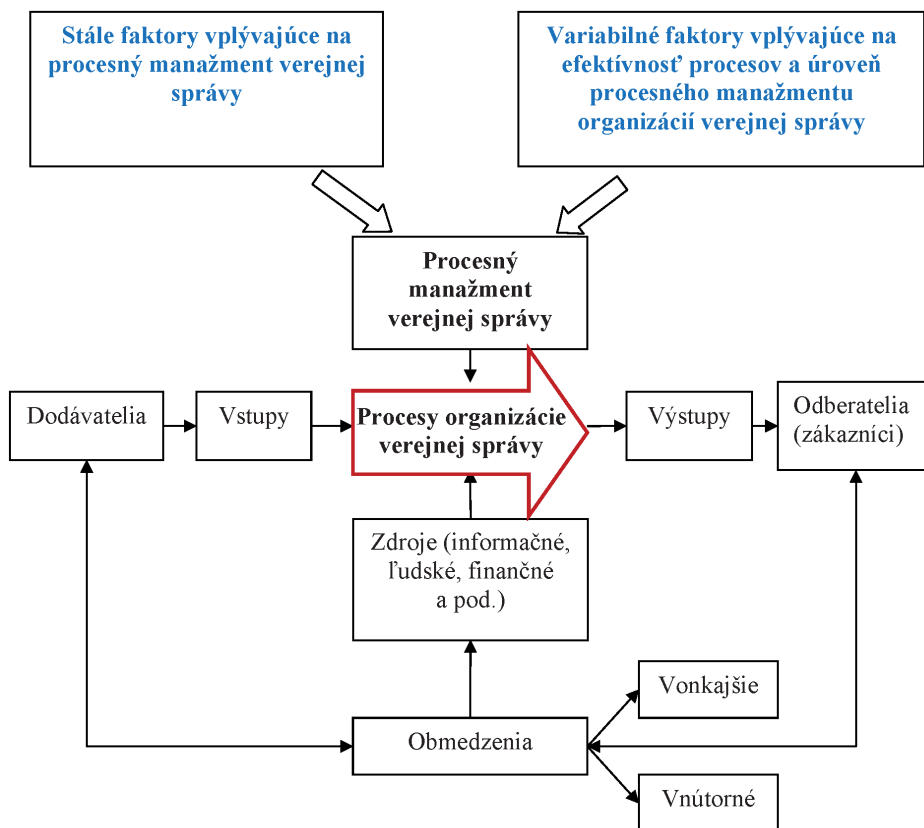 Stále faktory vplývajúce na
procesný manažment verejnej
správy
Variabilné faktory vplývajúce na
efektívnosť procesov a úroveň
procesného manažmentu
organizácií verejnej správy
Procesný
manažment
verejnej správy
Dodávatelia
Vstupy
Procesy organizácie
verejnej správy
Výstupy
Odberatelia
(zákazníci)
Zdroje (informačné,
ľudské, finančné
a pod.)
Vonkajšie
Obmedzenia
Vnútorné